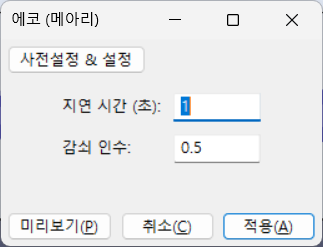 에코 (메아리)
사전설정 & 설정
지연 시간 (초): 1
감쇠 인수: 0.5
미리보기(P) 취소(C) 적용(A)